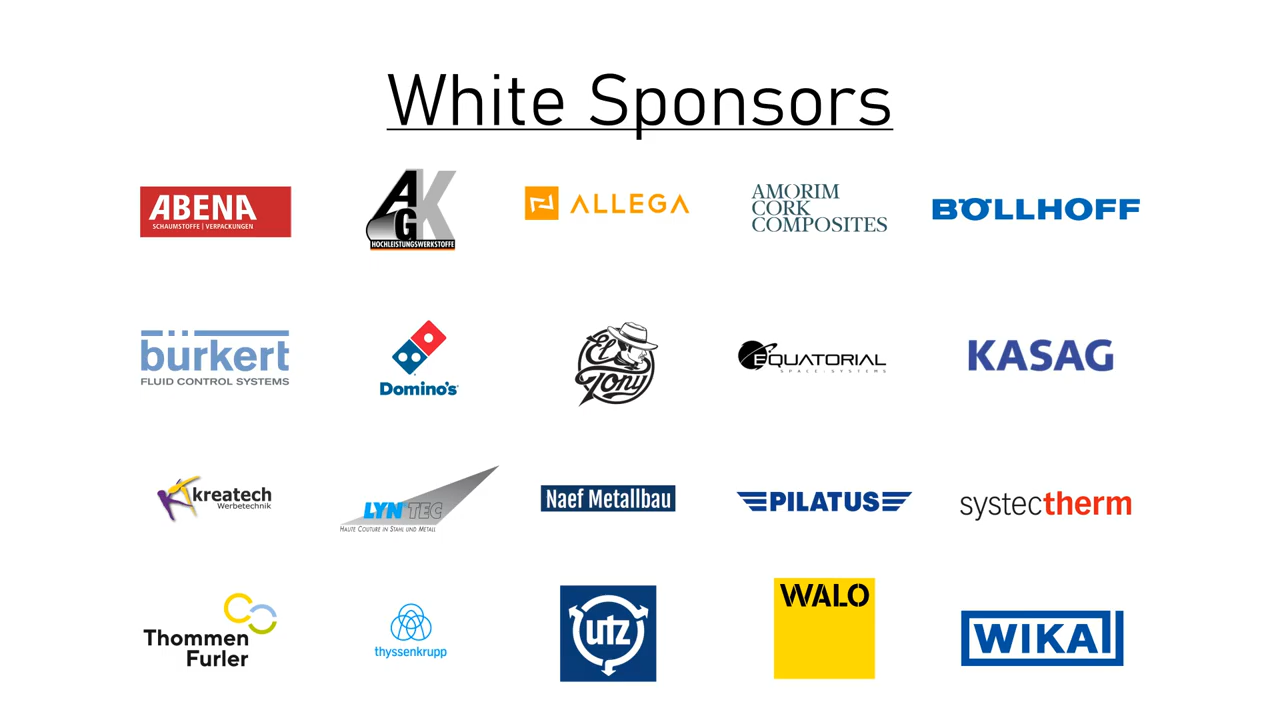 White Sponsors
ABENA
SCHAUMSTOFFE | VERPACKUNGEN
AGK
HOCHLEISTUNGSWERKSTOFFE
ALLEGA
AMORIM
CORK
COMPOSITES
BÖLLHOFF
bürkert
FLUID CONTROL SYSTEMS
Domino's
El
Tony
EQUATORIAL
SPACE SYSTEMS
KASAG
kreatech
Werbetechnik
LYNTEC
HAUTE COUTURE IN STAHL UND METALL
Naef Metallbau
PILATUS
systectherm
Thommen
Furler
thyssenkrupp
utz
WALO
WIKA